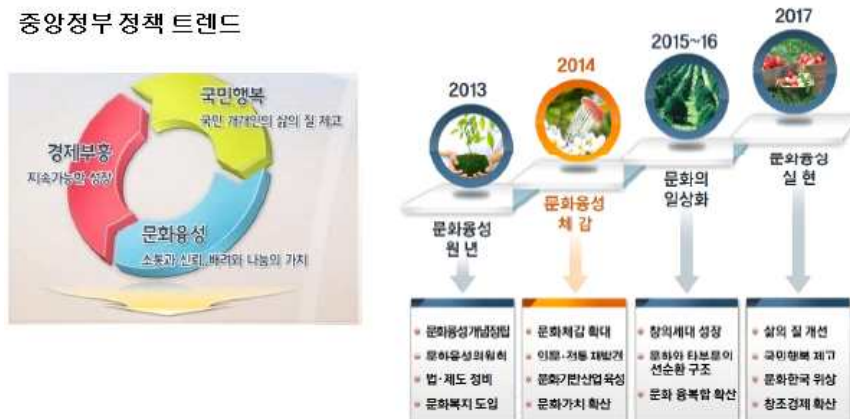 중앙정부 정책 트렌드
국민행복
국민 개개인의 삶의 질 제고
경제부흥
지속가능한 성장
문화융성
소통과 신뢰, 배려와 나눔의 가치
2013
2014
2015~16
2017
문화융성
원 년
문화융성
체 감
문화의
일상화
문화융성
실 현
문화융성개념정립
문화융성위원회
법·제도 정비
문화복지 도입
문화체감 확대
인문·전통 재발견
문화기반산업육성
문화가치 확산
창의세대 성장
문화와 타부문의
선순환 구조
문화 융복합 확산
삶의 질 개선
국민행복 제고
문화한국 위상
창조경제 확산